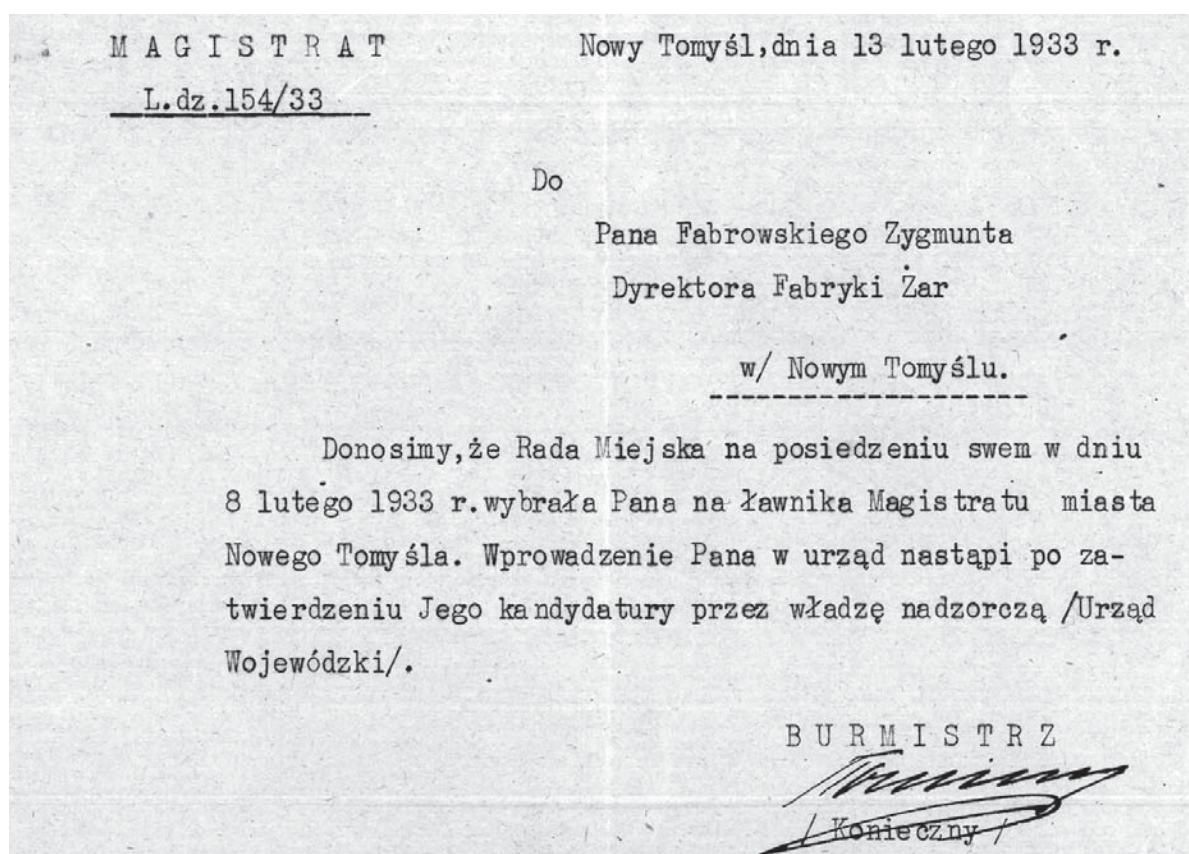 MAGISTRAT
Nowy Tomyśl,dnia 13 lutego 1933 r.
L.dz.154/33
Do
Pana Fabrowskiego Zygmunta
Dyrektora Fabryki Żar
w/ Nowym Tomyślu.
Donosimy,że Rada Miejska na posiedzeniu swem w dniu
8 lutego 1933 r.wybrała Pana na ławnika Magistratu miasta
Nowego Tomyśla. Wprowadzenie Pana w urząd nastąpi po za-
twierdzeniu Jego kandydatury przez władzę nadzorczą /Urząd
Wojewódzki/.
BURMISTRZ
/ Konieczny /